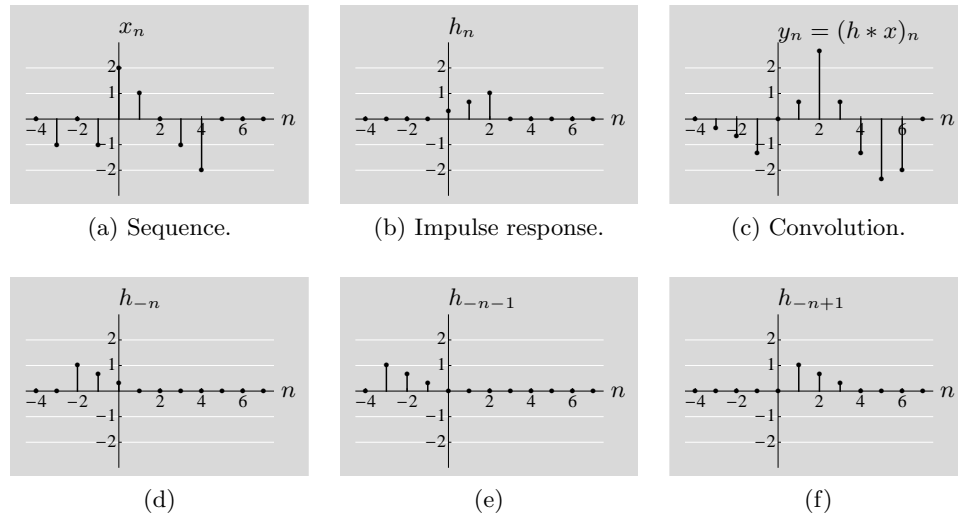 x_n
h_n
y_n = (h * x)_n
2
1
−4 −2 2 4 6 n
−1
−2
2
1
−4 −2 2 4 6 n
−1
−2
2
1
−4 −2 2 4 6 n
−1
−2
(a) Sequence.
(b) Impulse response.
(c) Convolution.
h_{−n}
h_{−n−1}
h_{−n+1}
2
1
−4 −2 2 4 6 n
−1
−2
2
1
−4 −2 2 4 6 n
−1
−2
2
1
−4 −2 2 4 6 n
−1
−2
(d)
(e)
(f)